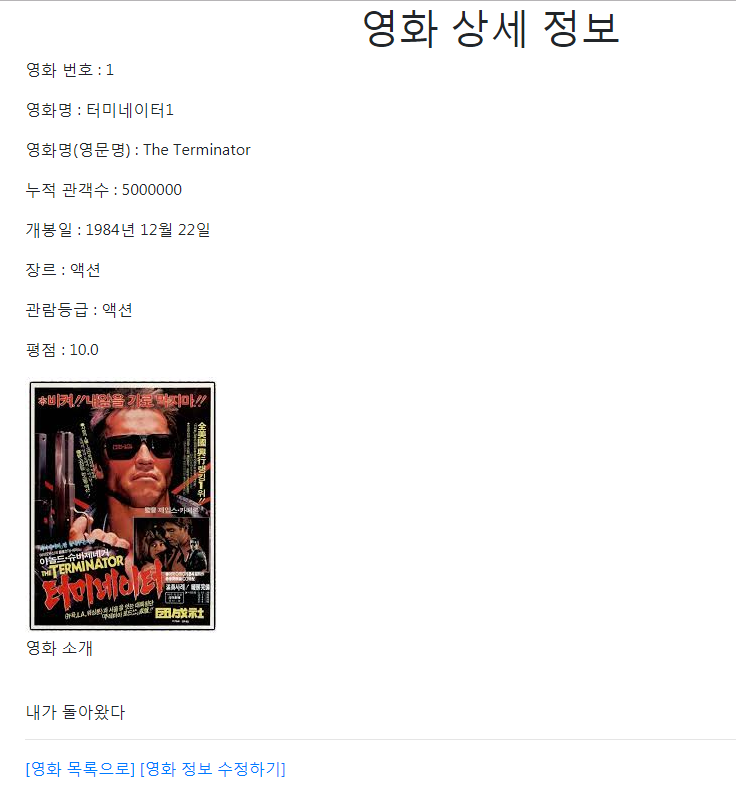 영화 상세 정보
영화 번호 : 1
영화명 : 터미네이터1
영화명(영문명) : The Terminator
누적 관객수 : 5000000
개봉일 : 1984년 12월 22일
장르 : 액션
관람등급 : 액션
평점 : 10.0
비켜!!내앞을 가로 막지마!!
全美國 興行랭킹1위!!
제임스·카메론
아놀드·슈바제네거
THE TERMINATOR
터미네이터
団成社
영화 소개
내가 돌아왔다
[영화 목록으로] [영화 정보 수정하기]